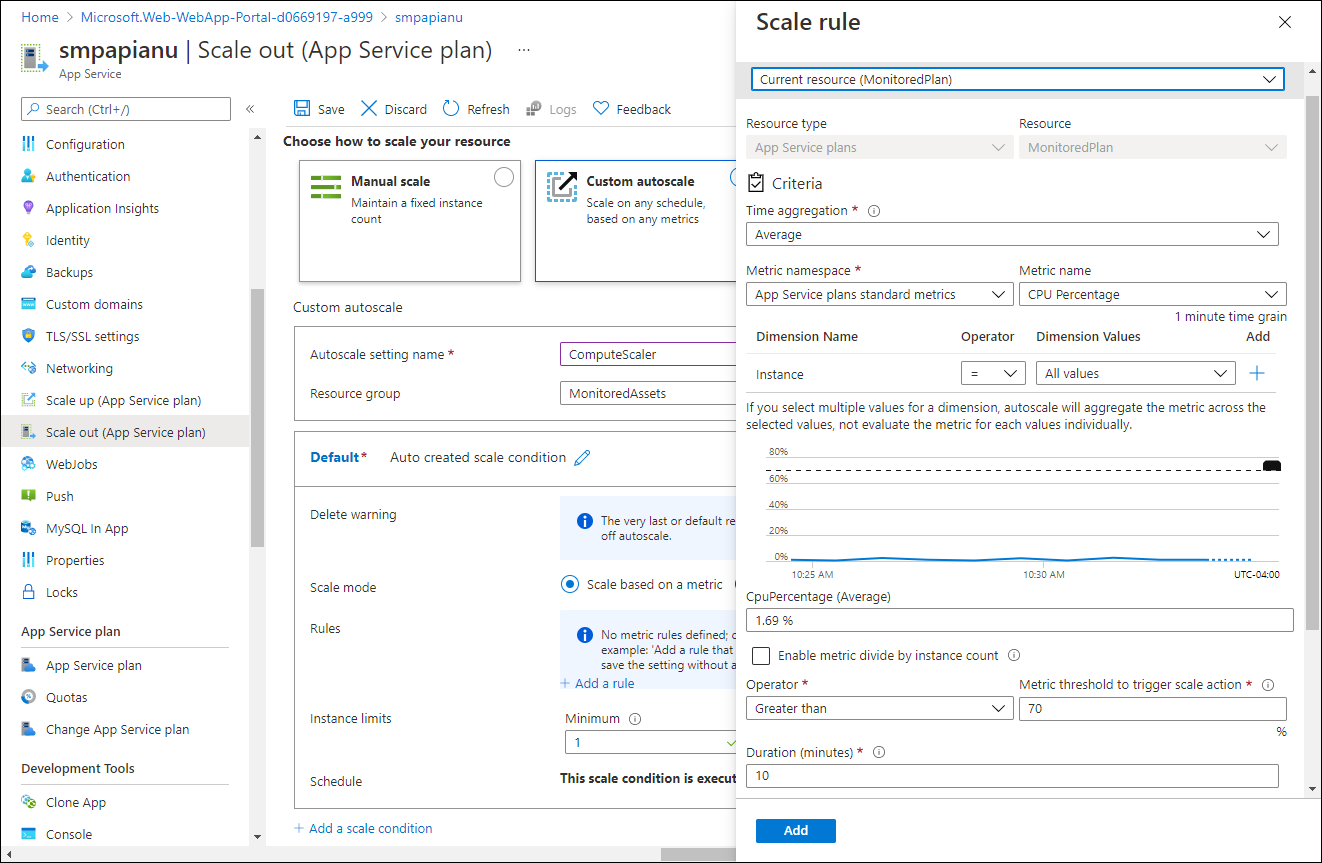 Home > Microsoft.Web-WebApp-Portal-d0669197-a999 > smpapianu
smpapianu | Scale out (App Service plan) ...
App Service
Search (Ctrl+/)
«
Configuration
Authentication
Application Insights
Identity
Backups
Custom domains
TLS/SSL settings
Networking
Scale up (App Service plan)
Scale out (App Service plan)
WebJobs
Push
MySQL In App
Properties
Locks
App Service plan
App Service plan
Quotas
Change App Service plan
Development Tools
Clone App
Console
Save Discard Refresh Logs Feedback
Choose how to scale your resource
Manual scale
Maintain a fixed instance
count
Custom autoscale
Scale on any schedule,
based on any metrics
Custom autoscale
Autoscale setting name * ComputeScaler
Resource group MonitoredAssets
Default* Auto created scale condition
Delete warning
The very last or default re
off autoscale.
Scale mode Scale based on a metric
Rules
No metric rules defined; c
example: 'Add a rule that
save the setting without a
+ Add a rule
Instance limits
Minimum
1
Schedule This scale condition is execut
+ Add a scale condition
Scale rule
Current resource (MonitoredPlan)
Resource type Resource
App Service plans MonitoredPlan
Criteria
Time aggregation *
Average
Metric namespace * Metric name
App Service plans standard metrics CPU Percentage
1 minute time grain
Dimension Name Operator Dimension Values Add
Instance = All values +
If you select multiple values for a dimension, autoscale will aggregate the metric across the
selected values, not evaluate the metric for each values individually.
80%
60%
40%
20%
0%
10:25 AM 10:30 AM UTC-04:00
CpuPercentage (Average)
1.69 %
Enable metric divide by instance count
Operator * Metric threshold to trigger scale action *
Greater than 70
%
Duration (minutes) *
10
Add